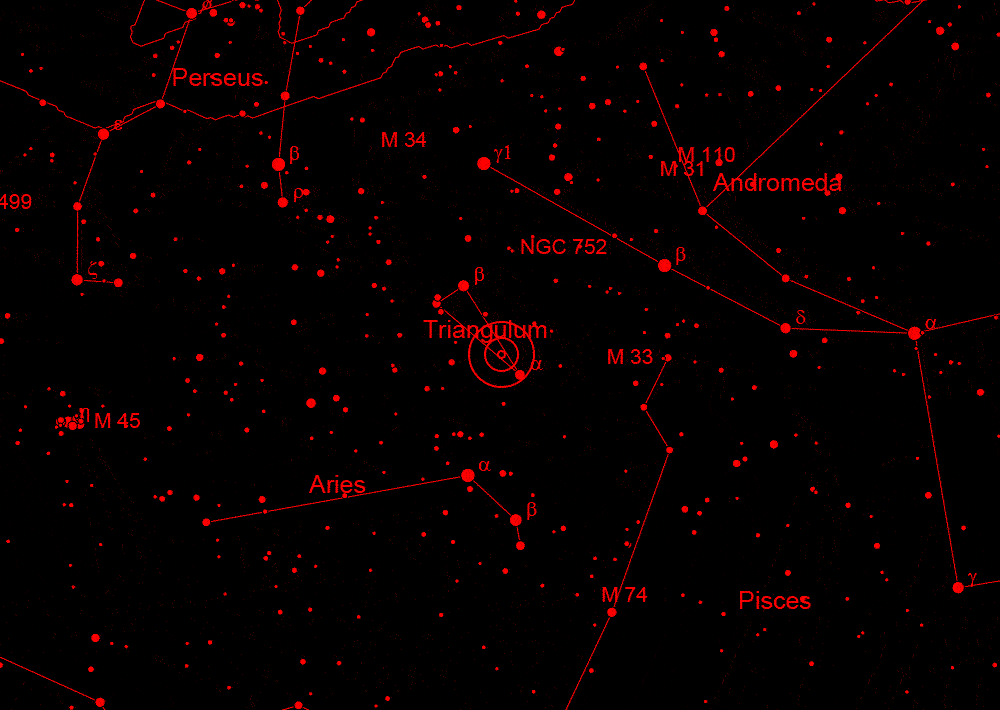 φ
Perseus
ε
β
M 34
γ1
M 110
M 31
Andromeda
ρ
499
NGC 752
β
ζ
β
Triangulum
δ
α
α
M 33
η
M 45
α
Aries
β
γ
M 74
Pisces